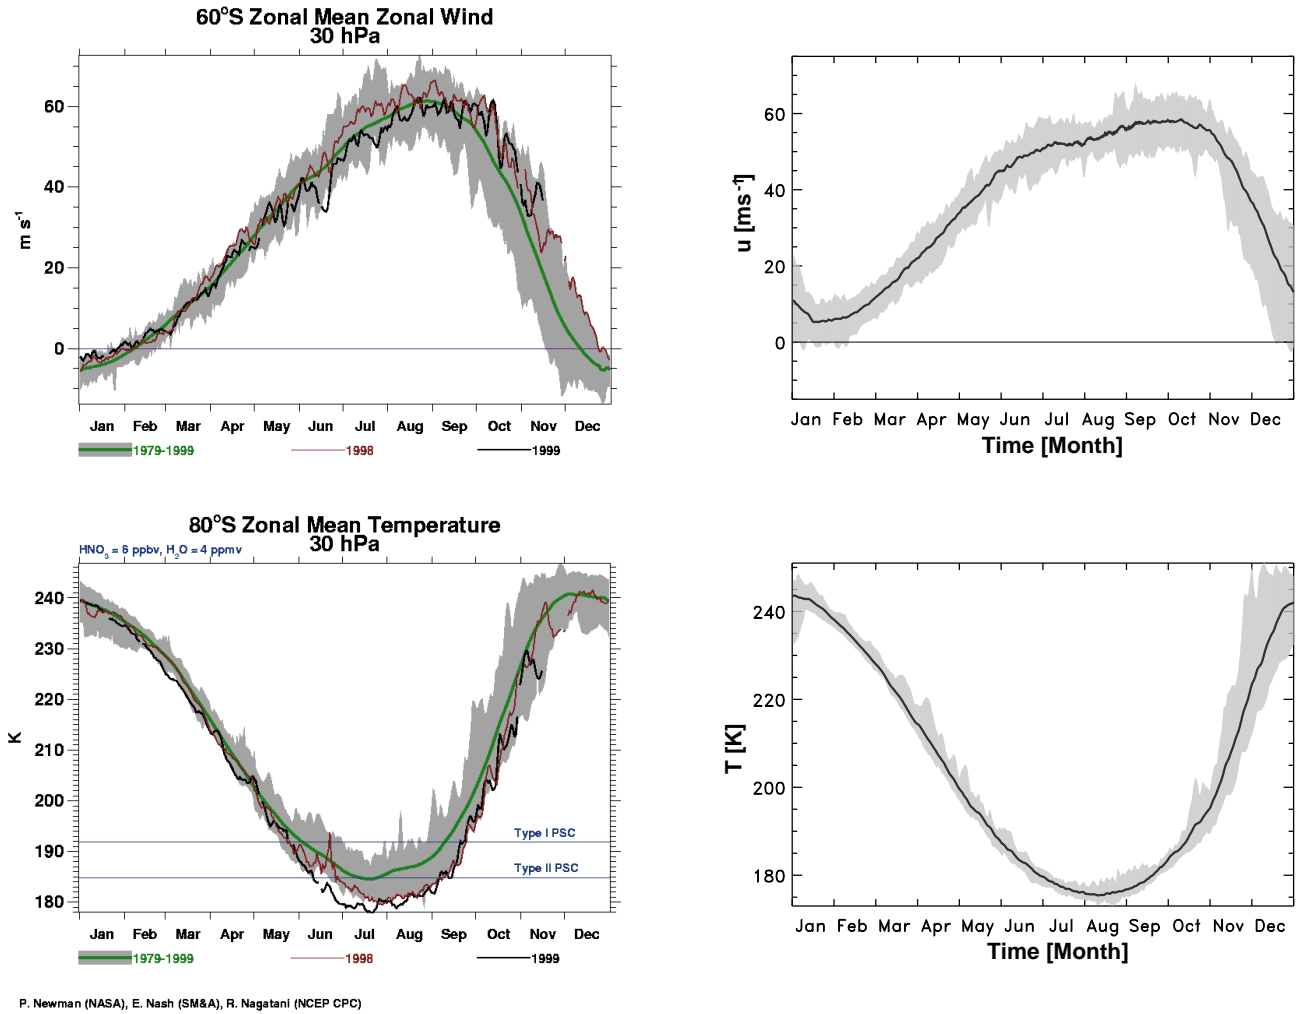 60°S Zonal Mean Zonal Wind
30 hPa
m s⁻¹
60
40
20
0
Jan Feb Mar Apr May Jun Jul Aug Sep Oct Nov Dec
1979-1999 1998 1999
u [ms⁻¹]
60
40
20
0
Jan Feb Mar Apr May Jun Jul Aug Sep Oct Nov Dec
Time [Month]
80°S Zonal Mean Temperature
30 hPa
HNO₃ = 6 ppbv, H₂O = 4 ppmv
K
240
230
220
210
200
190
180
Type I PSC
Type II PSC
Jan Feb Mar Apr May Jun Jul Aug Sep Oct Nov Dec
1979-1999 1998 1999
T [K]
240
220
200
180
Jan Feb Mar Apr May Jun Jul Aug Sep Oct Nov Dec
Time [Month]
P. Newman (NASA), E. Nash (SM&A), R. Nagatani (NCEP CPC)